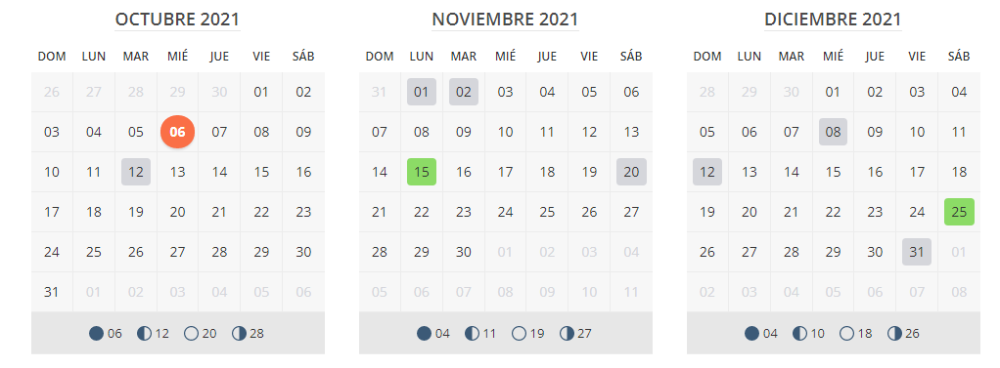 OCTUBRE 2021
DOM LUN MAR MIÉ JUE VIE SÁB
26 27 28 29 30 01 02
03 04 05 06 07 08 09
10 11 12 13 14 15 16
17 18 19 20 21 22 23
24 25 26 27 28 29 30
31 01 02 03 04 05 06
06 12 20 28
NOVIEMBRE 2021
DOM LUN MAR MIÉ JUE VIE SÁB
31 01 02 03 04 05 06
07 08 09 10 11 12 13
14 15 16 17 18 19 20
21 22 23 24 25 26 27
28 29 30 01 02 03 04
05 06 07 08 09 10 11
04 11 19 27
DICIEMBRE 2021
DOM LUN MAR MIÉ JUE VIE SÁB
28 29 30 01 02 03 04
05 06 07 08 09 10 11
12 13 14 15 16 17 18
19 20 21 22 23 24 25
26 27 28 29 30 31 01
02 03 04 05 06 07 08
04 10 18 26